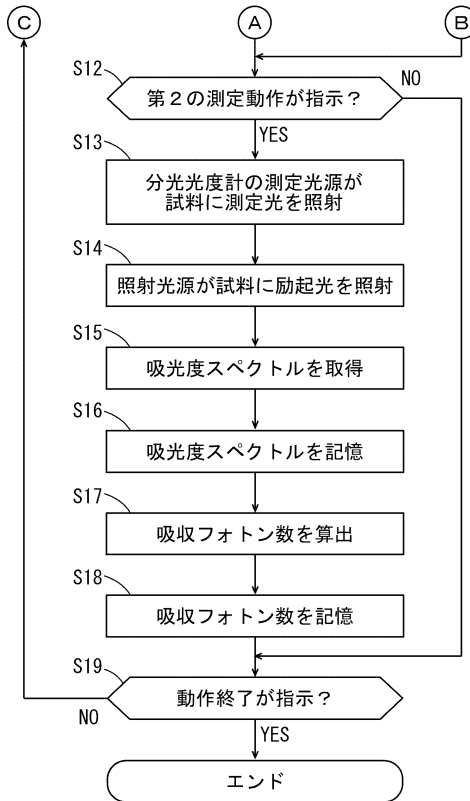 C
A
B
S12
第2の測定動作が指示?
NO
YES
S13
分光光度計の測定光源が
試料に測定光を照射
S14
照射光源が試料に励起光を照射
S15
吸光度スペクトルを取得
S16
吸光度スペクトルを記憶
S17
吸収フォトン数を算出
S18
吸収フォトン数を記憶
S19
動作終了が指示?
NO
YES
エンド